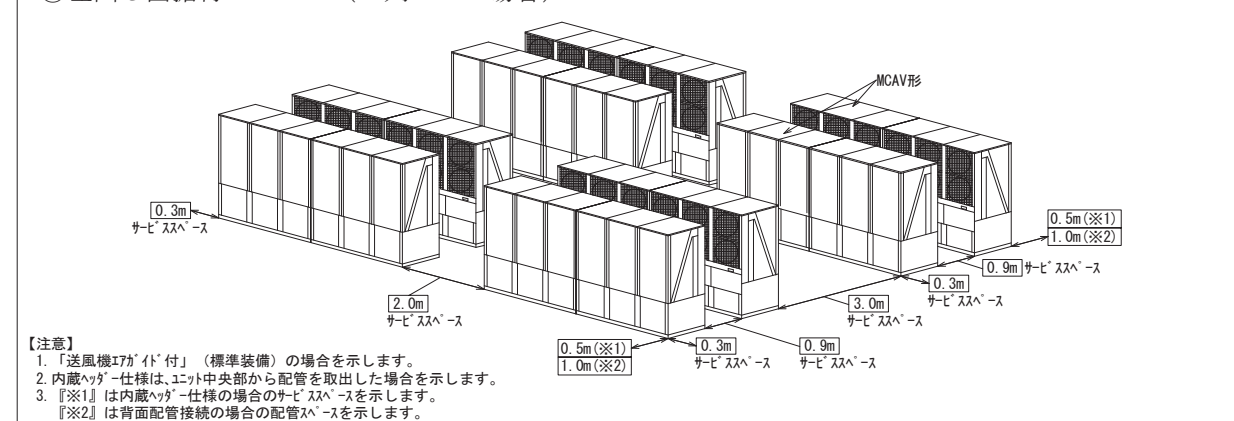 MCAV形
0.3m
サービススペース
0.5m(※1)
1.0m(※2)
0.9m サービススペース
0.3m
サービススペース
2.0m
サービススペース
3.0m
サービススペース
0.5m(※1)
1.0m(※2)
0.3m
サービススペース
0.9m
サービススペース
【注意】
1. 「送風機エアガイド付」（標準装備）の場合を示します。
2. 内蔵ヘッダー仕様は、ユニット中央部から配管を取出した場合を示します。
3. 『※1』は内蔵ヘッダー仕様の場合のサービススペースを示します。
『※2』は背面配管接続の場合の配管スペースを示します。